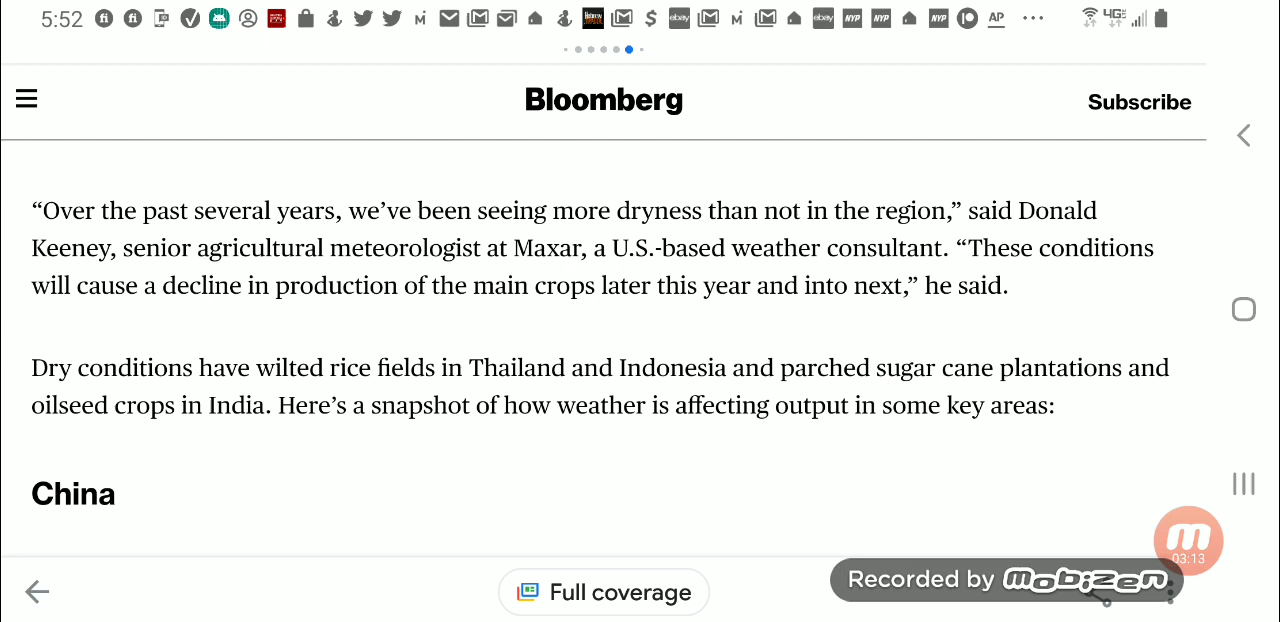 5:52
AP
4GE
Bloomberg
Subscribe
“Over the past several years, we’ve been seeing more dryness than not in the region,” said Donald
Keeney, senior agricultural meteorologist at Maxar, a U.S.-based weather consultant. “These conditions
will cause a decline in production of the main crops later this year and into next,” he said.
Dry conditions have wilted rice fields in Thailand and Indonesia and parched sugar cane plantations and
oilseed crops in India. Here’s a snapshot of how weather is affecting output in some key areas:
China
m
03:13
Full coverage
Recorded by mobizen